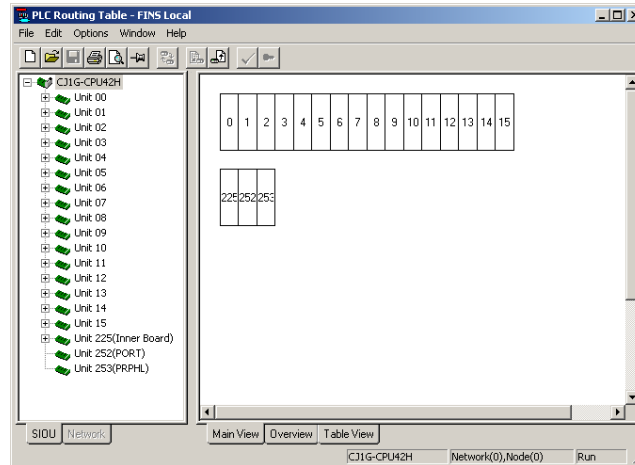 PLC Routing Table - FINS Local
File Edit Options Window Help
CJ1G-CPU42H
Unit 00
Unit 01
Unit 02
Unit 03
Unit 04
Unit 05
Unit 06
Unit 07
Unit 08
Unit 09
Unit 10
Unit 11
Unit 12
Unit 13
Unit 14
Unit 15
Unit 225(Inner Board)
Unit 252(PORT)
Unit 253(PRPHL)
0 1 2 3 4 5 6 7 8 9 10 11 12 13 14 15
225 252 253
SIOU Network
Main View Overview Table View
CJ1G-CPU42H Network(0),Node(0) Run